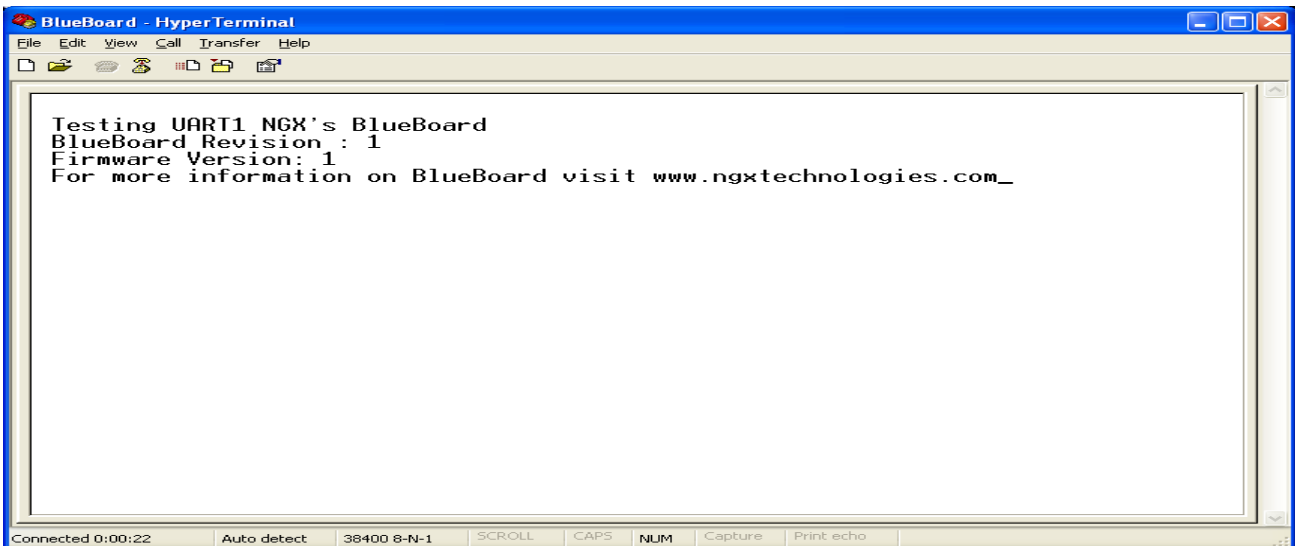 BlueBoard - HyperTerminal
File Edit View Call Transfer Help
Testing UART1 NGX's BlueBoard
BlueBoard Revision : 1
Firmware Version: 1
For more information on BlueBoard visit www.ngxtechnologies.com_
Connected 0:00:22 Auto detect 38400 8-N-1 SCROLL CAPS NUM Capture Print echo